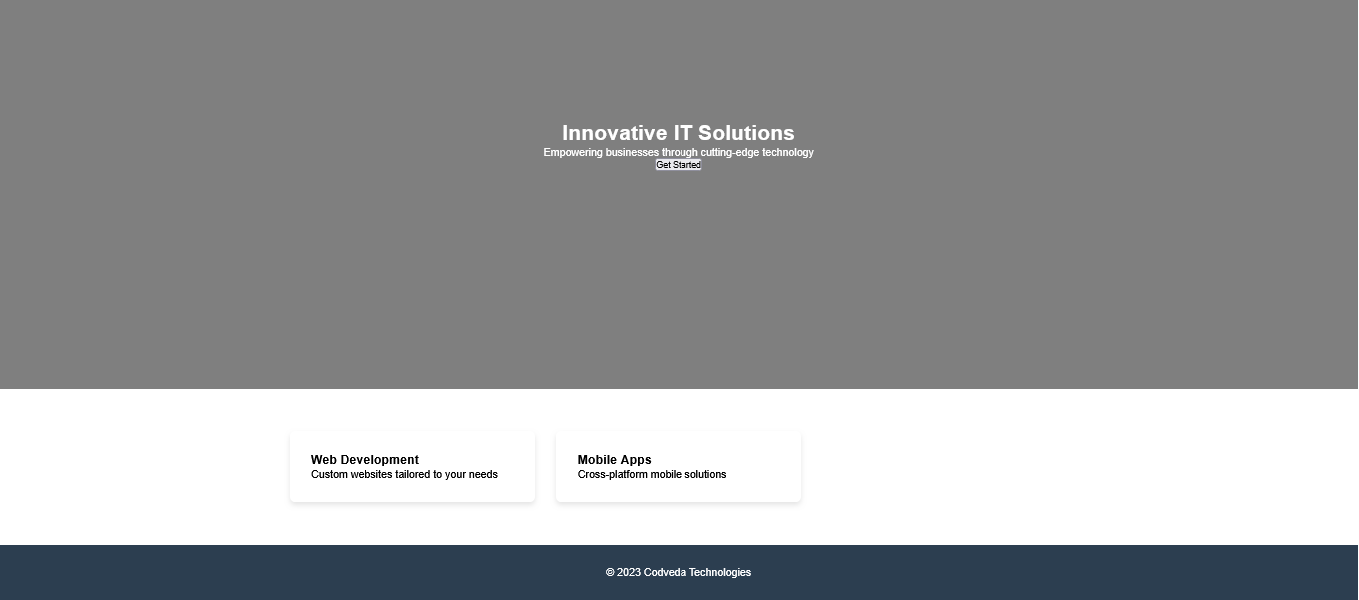 Innovative IT Solutions
Empowering businesses through cutting-edge technology
Get Started
Web Development
Custom websites tailored to your needs
Mobile Apps
Cross-platform mobile solutions
© 2023 Codveda Technologies